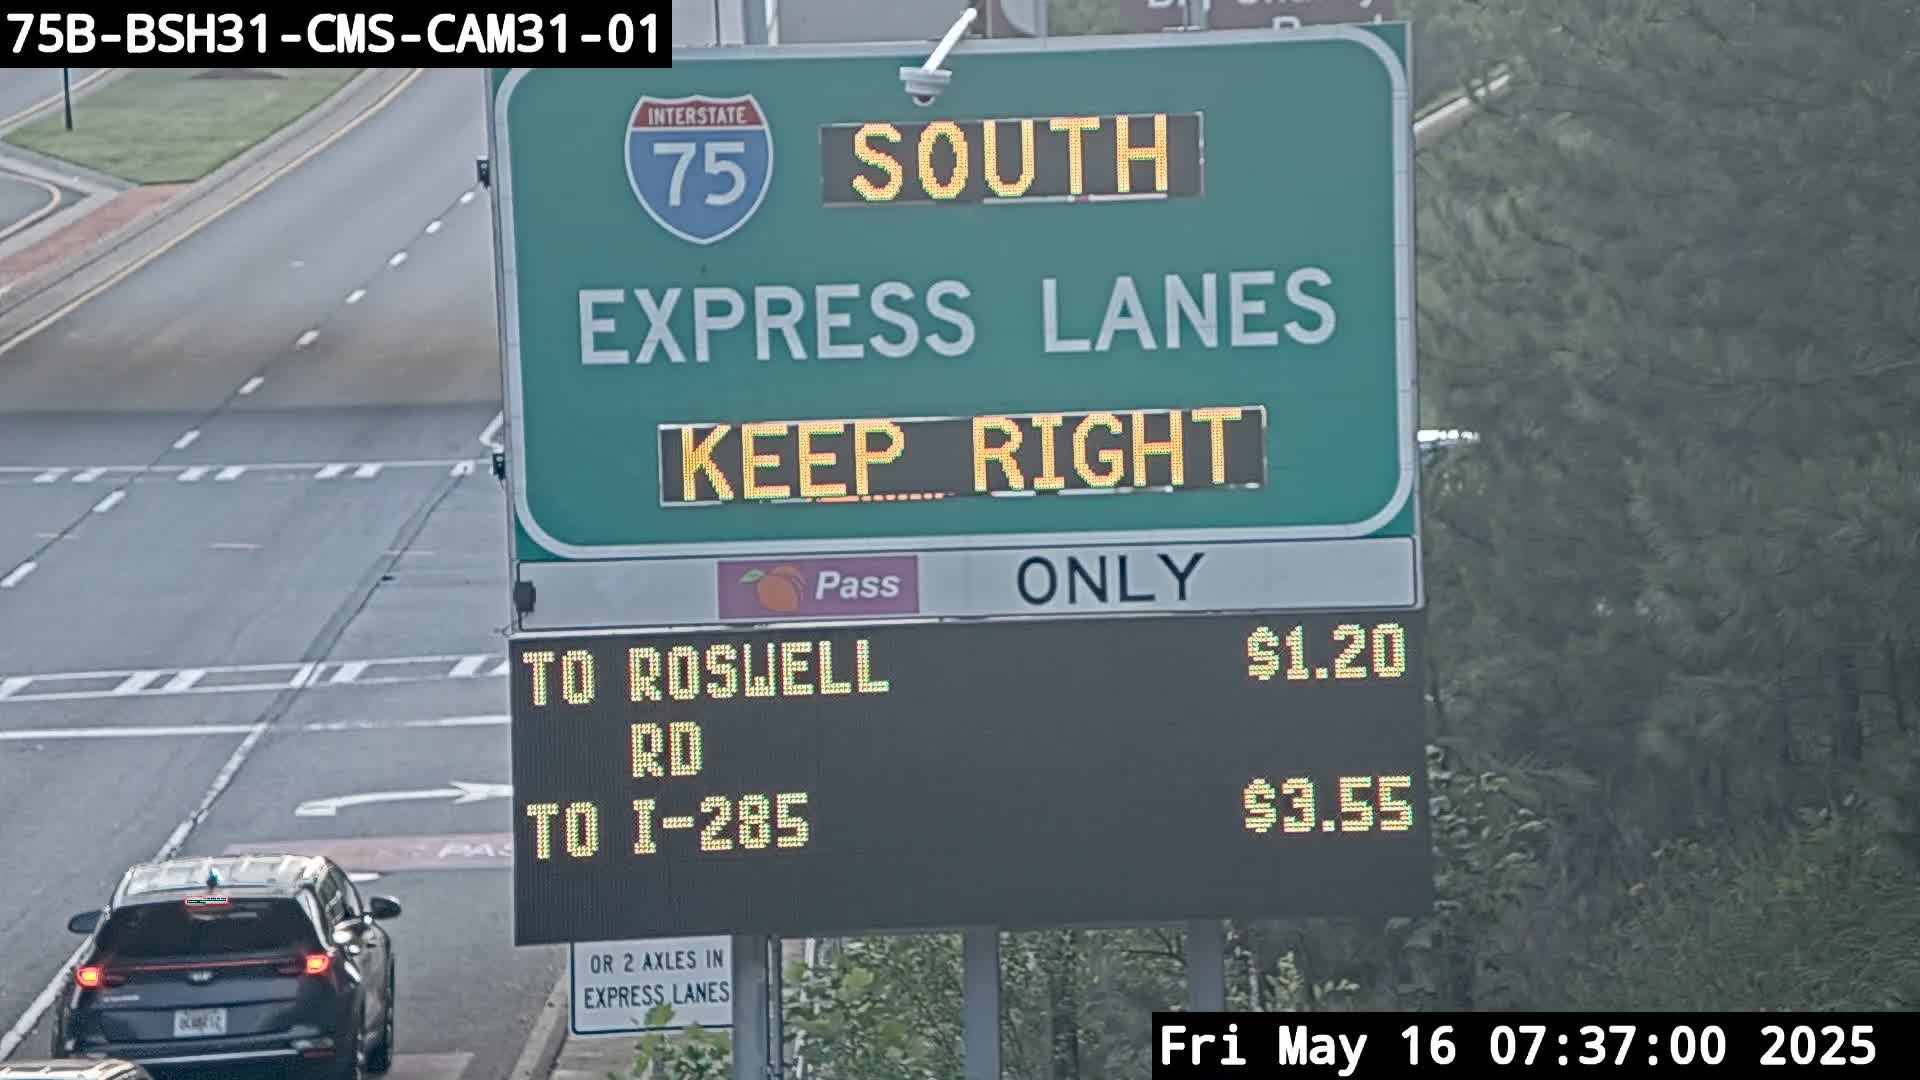 75B-BSH31-CMS-CAM31-01
INTERSTATE
75
SOUTH
EXPRESS LANES
KEEP RIGHT
Pass ONLY
TO ROSWELL $1.20
RD
TO I-285 $3.55
OR 2 AXLES IN
EXPRESS LANES
Fri May 16 07:37:00 2025